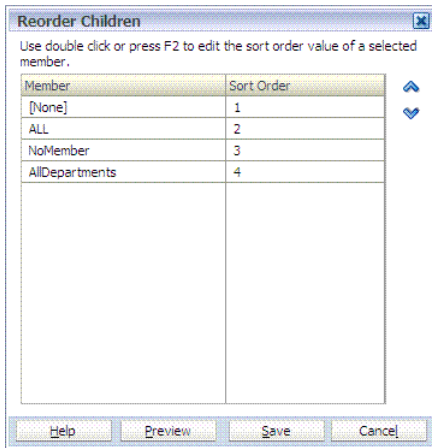 Reorder Children
Use double click or press F2 to edit the sort order value of a selected
member.
Member Sort Order
[None] 1
ALL 2
NoMember 3
AllDepartments 4
Help Preview Save Cancel